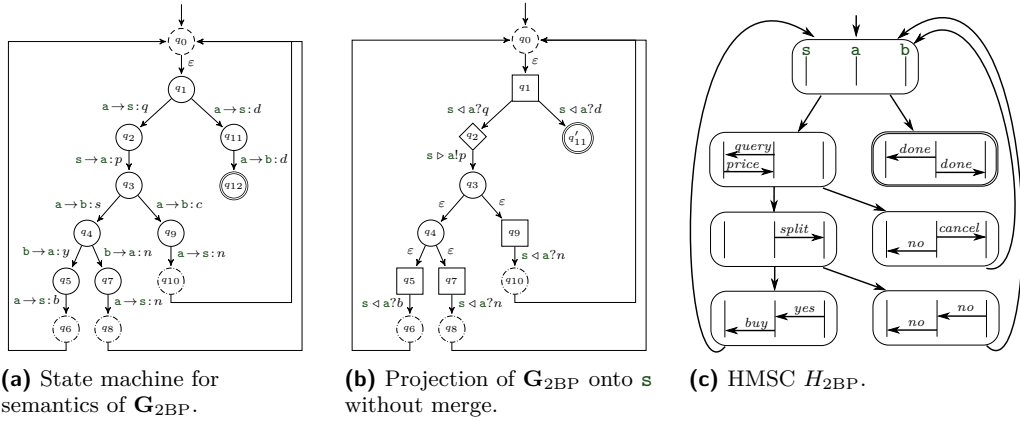 q0
ε
q1
a→s:q
a→s:d
q2
q11
s→a:p
a→b:d
q3
q12
a→b:s
a→b:c
q4
q9
b→a:y
b→a:n
a→s:n
q5
q7
q10
a→s:b
a→s:n
q6
q8
(a) State machine for
semantics of G2BP.
q0
ε
q1
s◁a?q
s◁a?d
q2
q′11
s▷a!p
q3
ε
ε
q4
q9
ε
ε
s◁a?n
q5
q7
q10
s◁a?b
s◁a?n
q6
q8
(b) Projection of G2BP onto s
without merge.
s a b
query
price
done
done
split
cancel
no
yes
buy
no
no
(c) HMSC H2BP.